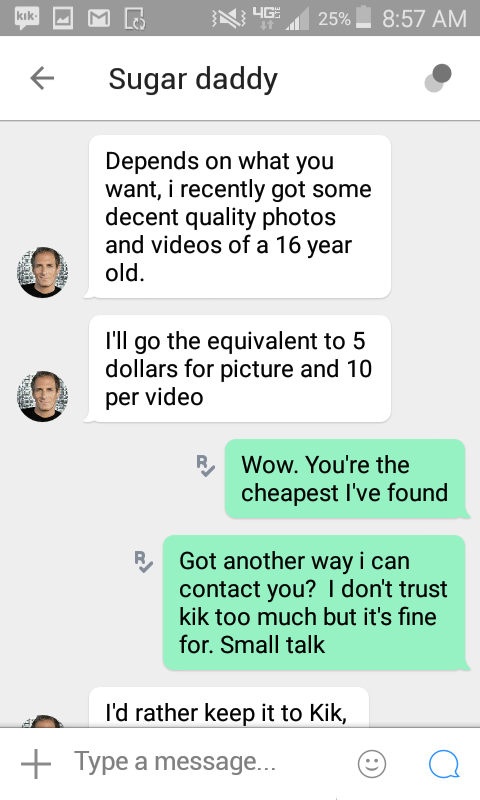 kik·
4G LTE
25%
8:57 AM
Sugar daddy
Depends on what you
want, i recently got some
decent quality photos
and videos of a 16 year
old.
I'll go the equivalent to 5
dollars for picture and 10
per video
R
Wow. You're the
cheapest I've found
R
Got another way i can
contact you?  I don't trust
kik too much but it's fine
for. Small talk
I'd rather keep it to Kik,
Type a message...